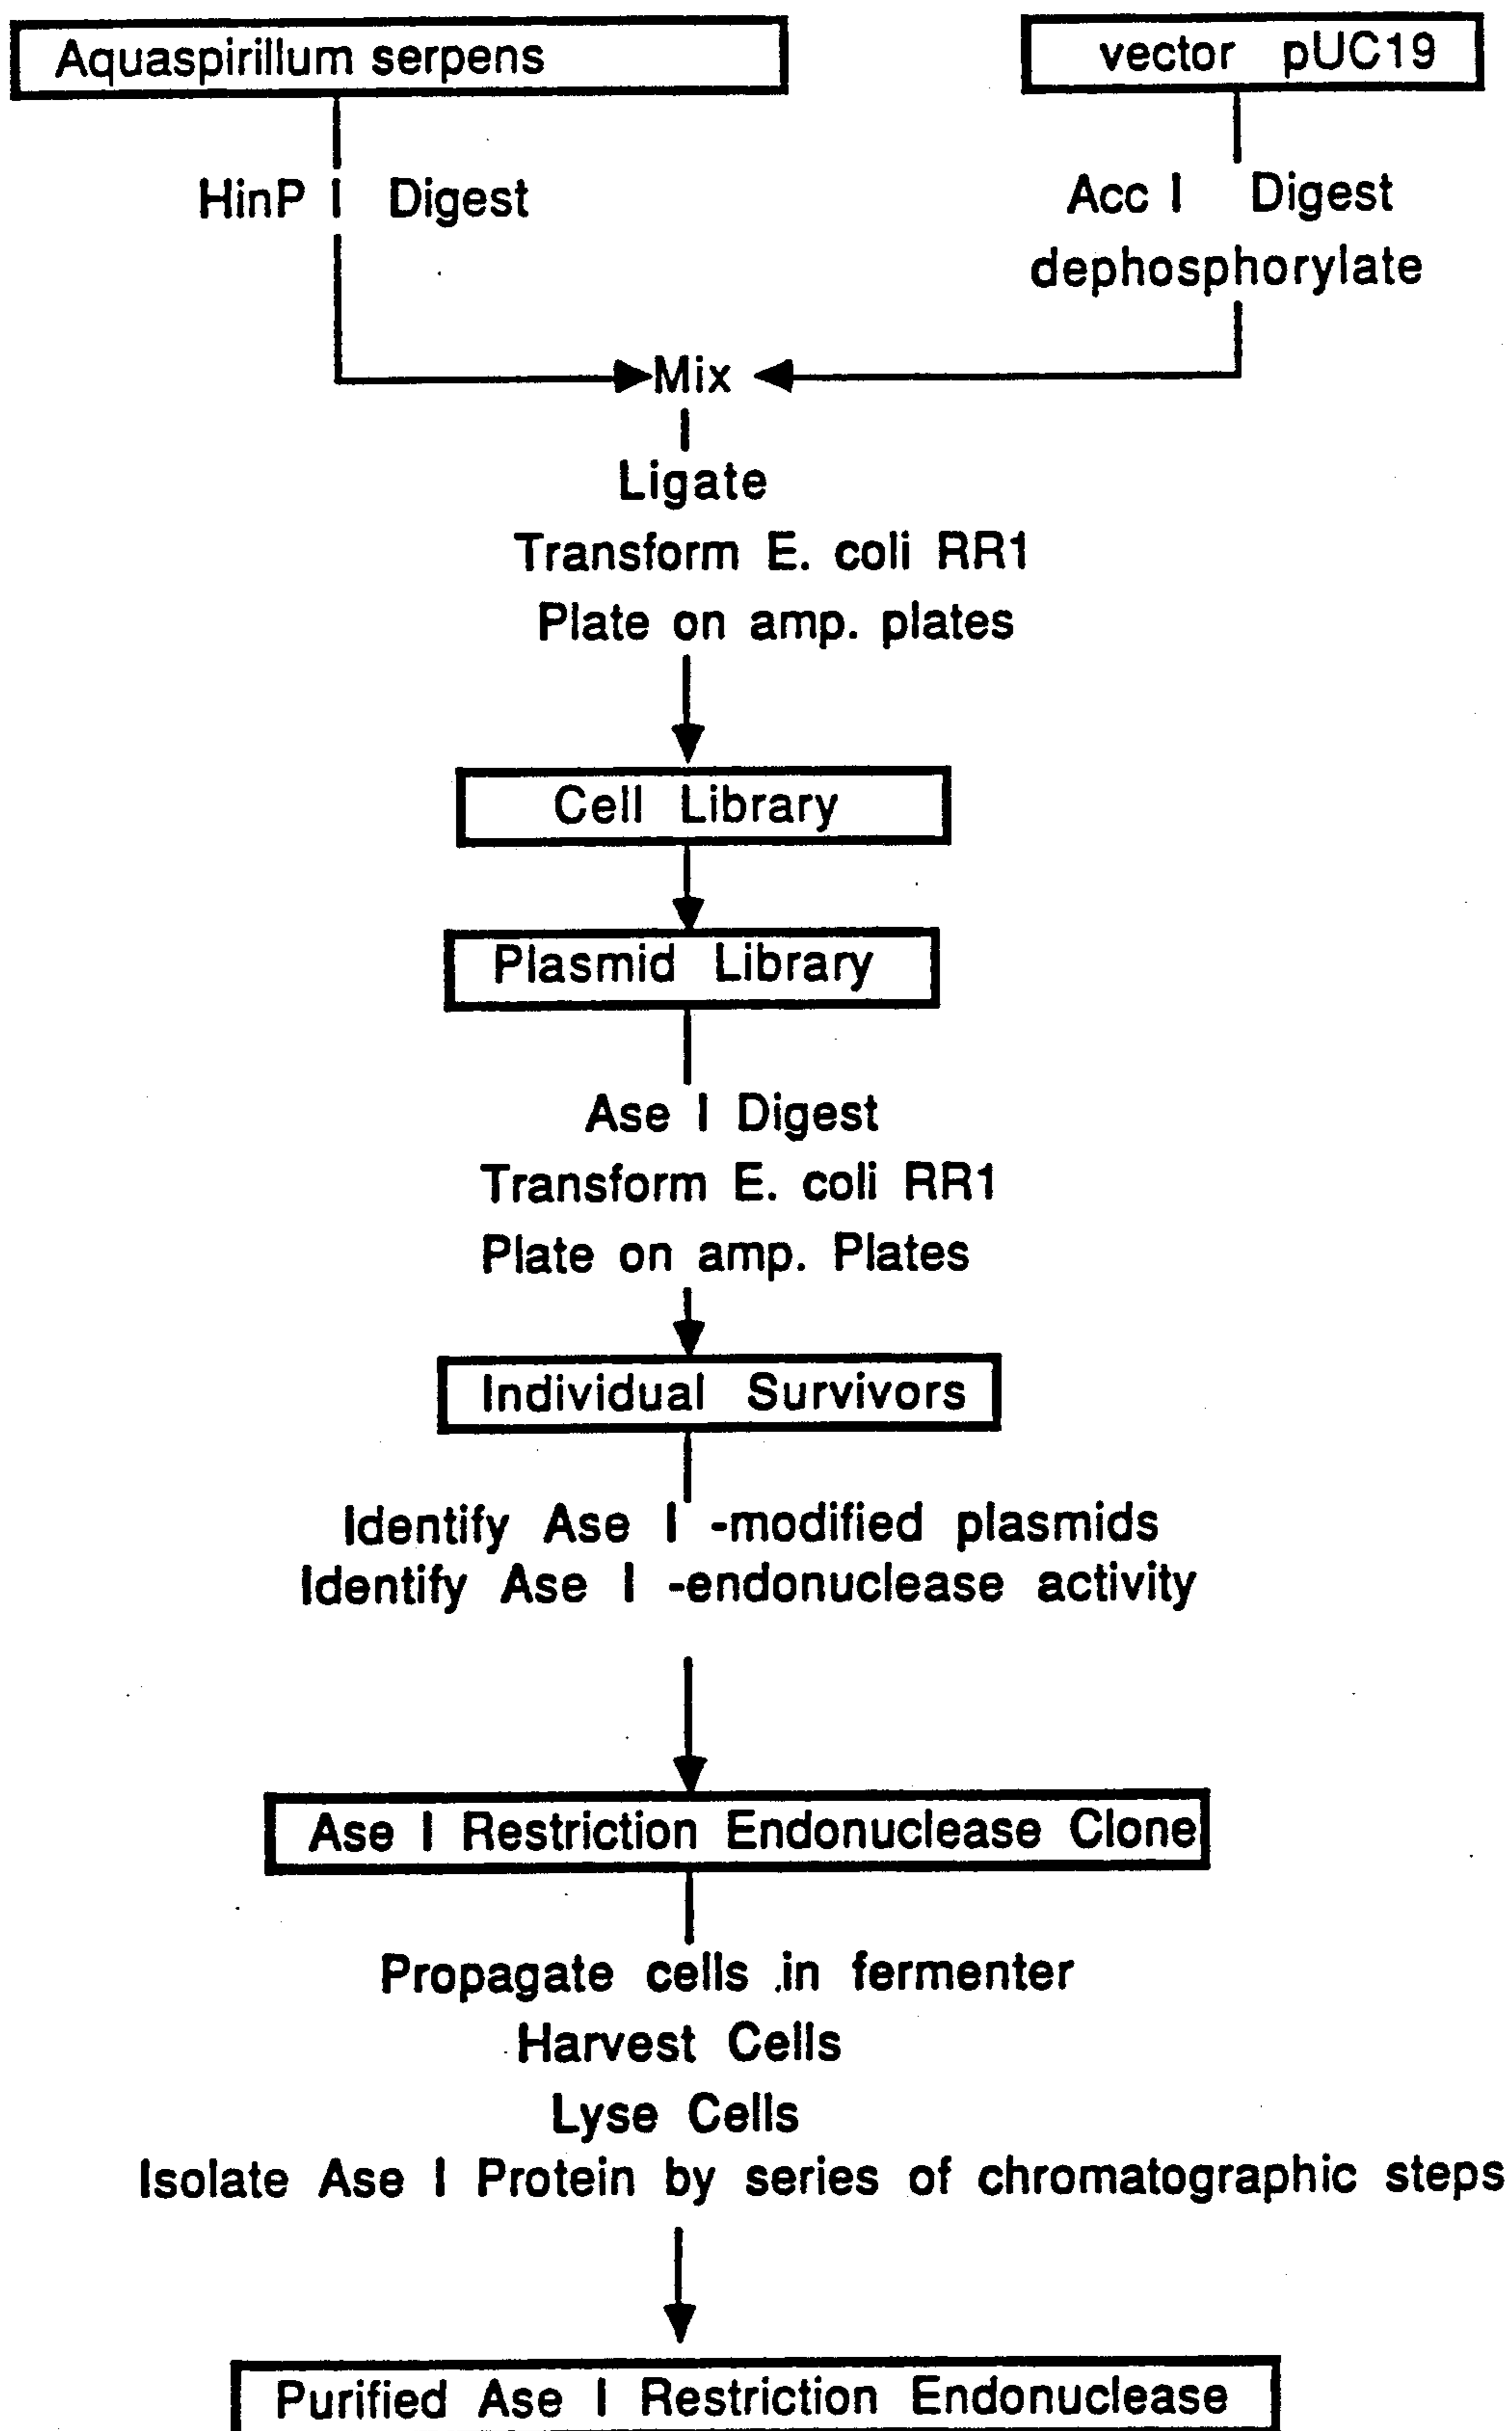 Aquaspirillum serpens
vector pUC19
HinP I Digest
Acc I Digest
dephosphorylate
Mix
Ligate
Transform E. coli RR1
Plate on amp. plates
Cell Library
Plasmid Library
Ase I Digest
Transform E. coli RR1
Plate on amp. Plates
Individual Survivors
Identify Ase I -modified plasmids
Identify Ase I -endonuclease activity
Ase I Restriction Endonuclease Clone
Propagate cells in fermenter
Harvest Cells
Lyse Cells
Isolate Ase I Protein by series of chromatographic steps
Purified Ase I Restriction Endonuclease